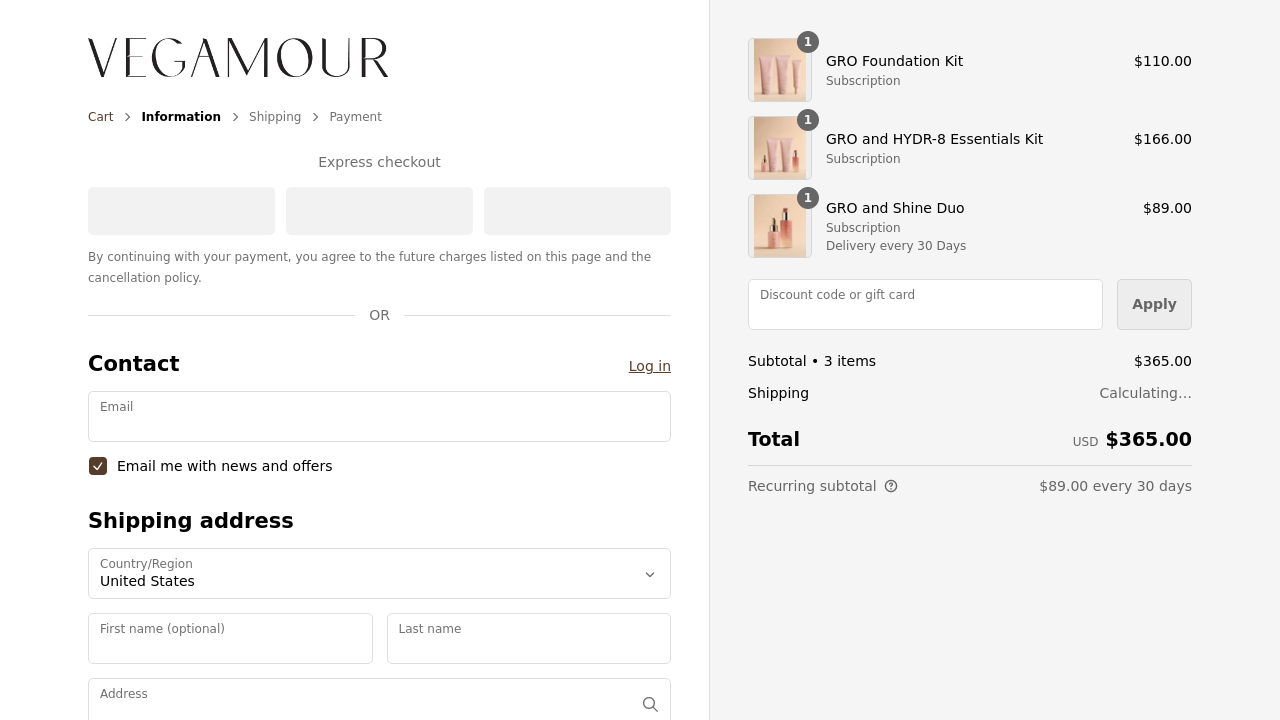 VEGAMOUR
Cart
Information
Shipping
Payment
Express checkout
By continuing with your payment, you agree to the future charges listed on this page and the
cancellation policy.
OR
Contact
Log in
Email
Email me with news and offers
Shipping address
Country/Region
United States
First name (optional)
Last name
Address
1
GRO Foundation Kit
$110.00
Subscription
1
GRO and HYDR-8 Essentials Kit
$166.00
Subscription
1
GRO and Shine Duo
$89.00
Subscription
Delivery every 30 Days
Discount code or gift card
Apply
Subtotal • 3 items
$365.00
Shipping
Calculating...
Total
USD $365.00
Recurring subtotal
$89.00 every 30 days